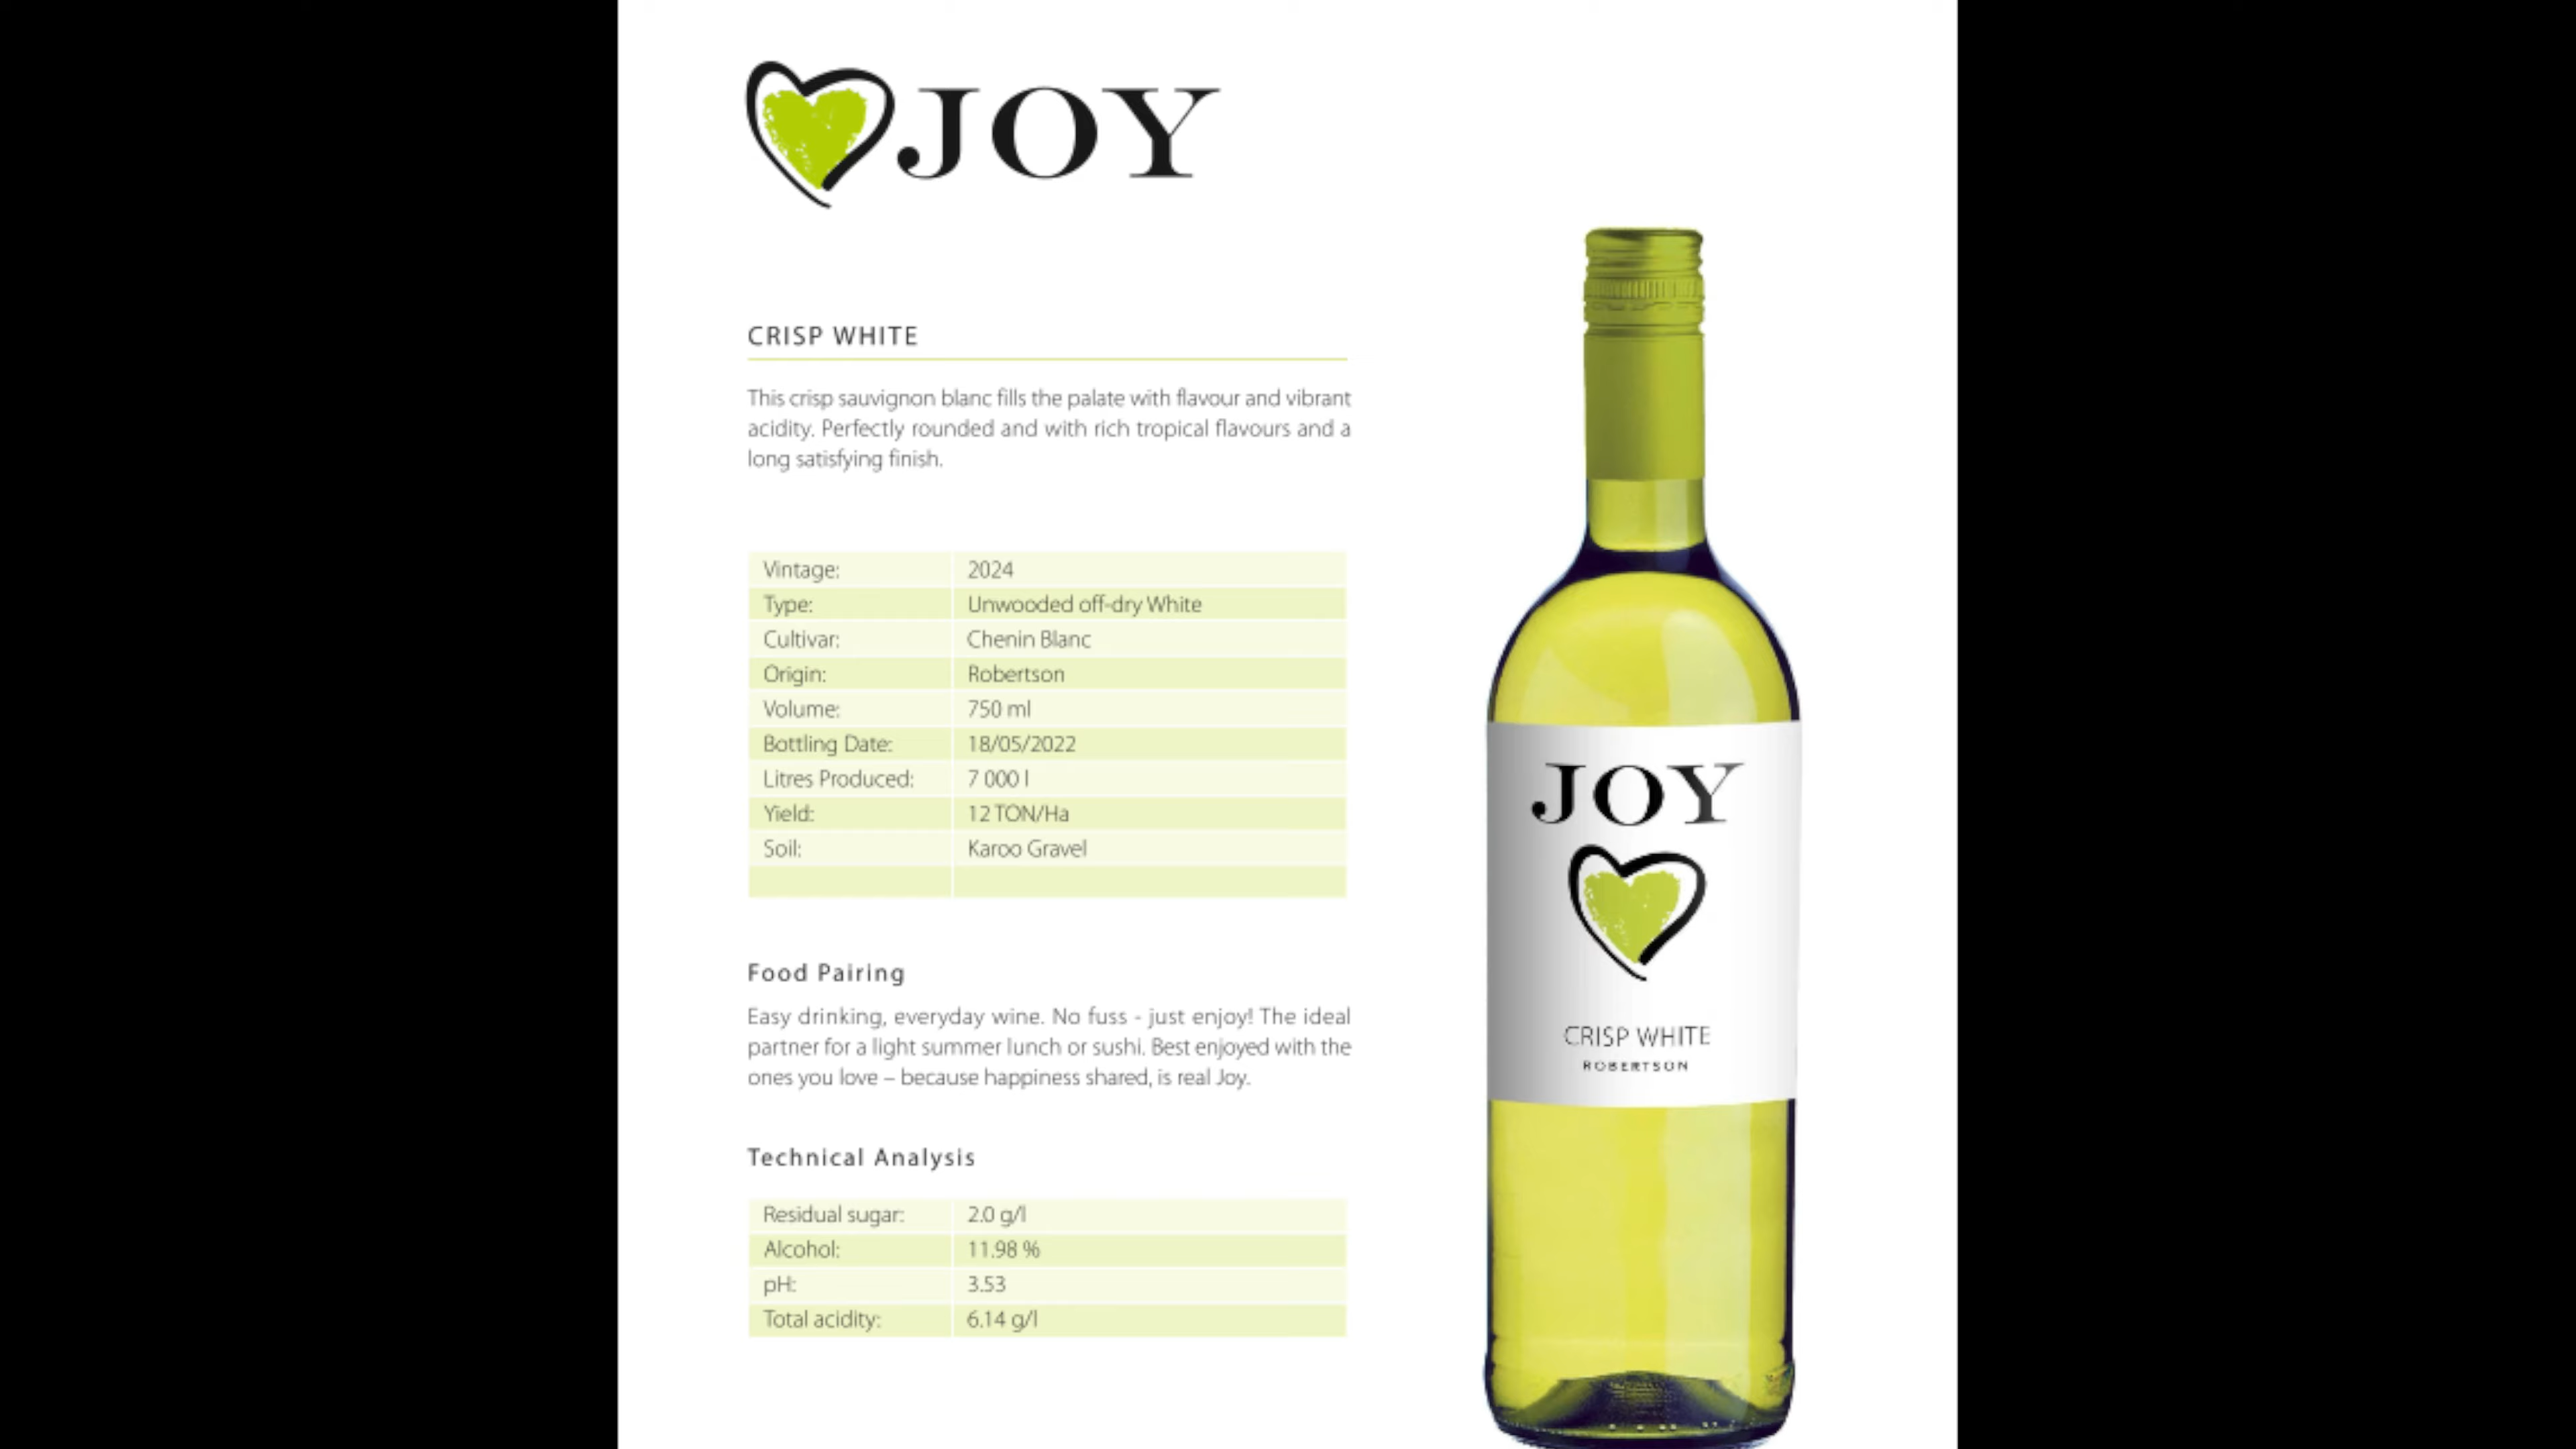 JOY
CRISP WHITE
This crisp sauvignon blanc fills the palate with flavour and vibrant
acidity. Perfectly rounded and with rich tropical flavours and a
long satisfying finish.
Vintage: 2024
Type: Unwooded off-dry White
Cultivar: Chenin Blanc
Origin: Robertson
Volume: 750 ml
Bottling Date: 18/05/2022
Litres Produced: 7 000 l
Yield: 12 TON/Ha
Soil: Karoo Gravel
Food Pairing
Easy drinking, everyday wine. No fuss - just enjoy! The ideal
partner for a light summer lunch or sushi. Best enjoyed with the
ones you love – because happiness shared, is real Joy.
Technical Analysis
Residual sugar: 2.0 g/l
Alcohol: 11.98 %
pH: 3.53
Total acidity: 6.14 g/l
JOY
CRISP WHITE
ROBERTSON